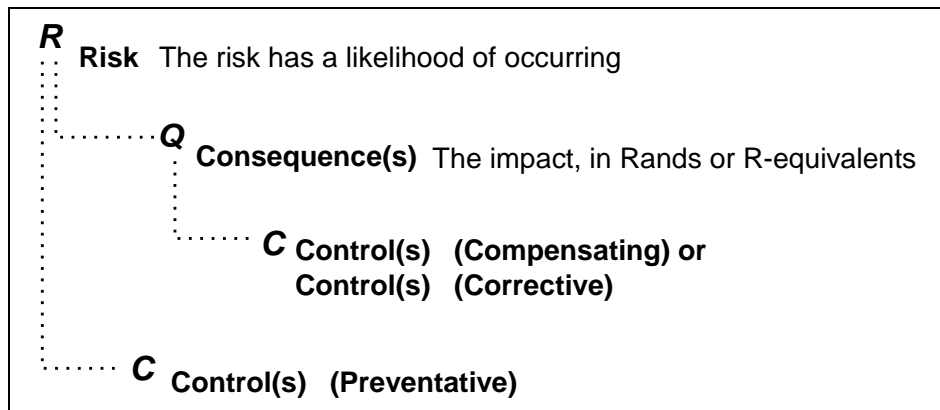 R
Risk The risk has a likelihood of occurring
Q
Consequence(s) The impact, in Rands or R-equivalents
C Control(s) (Compensating) or
Control(s) (Corrective)
C Control(s) (Preventative)